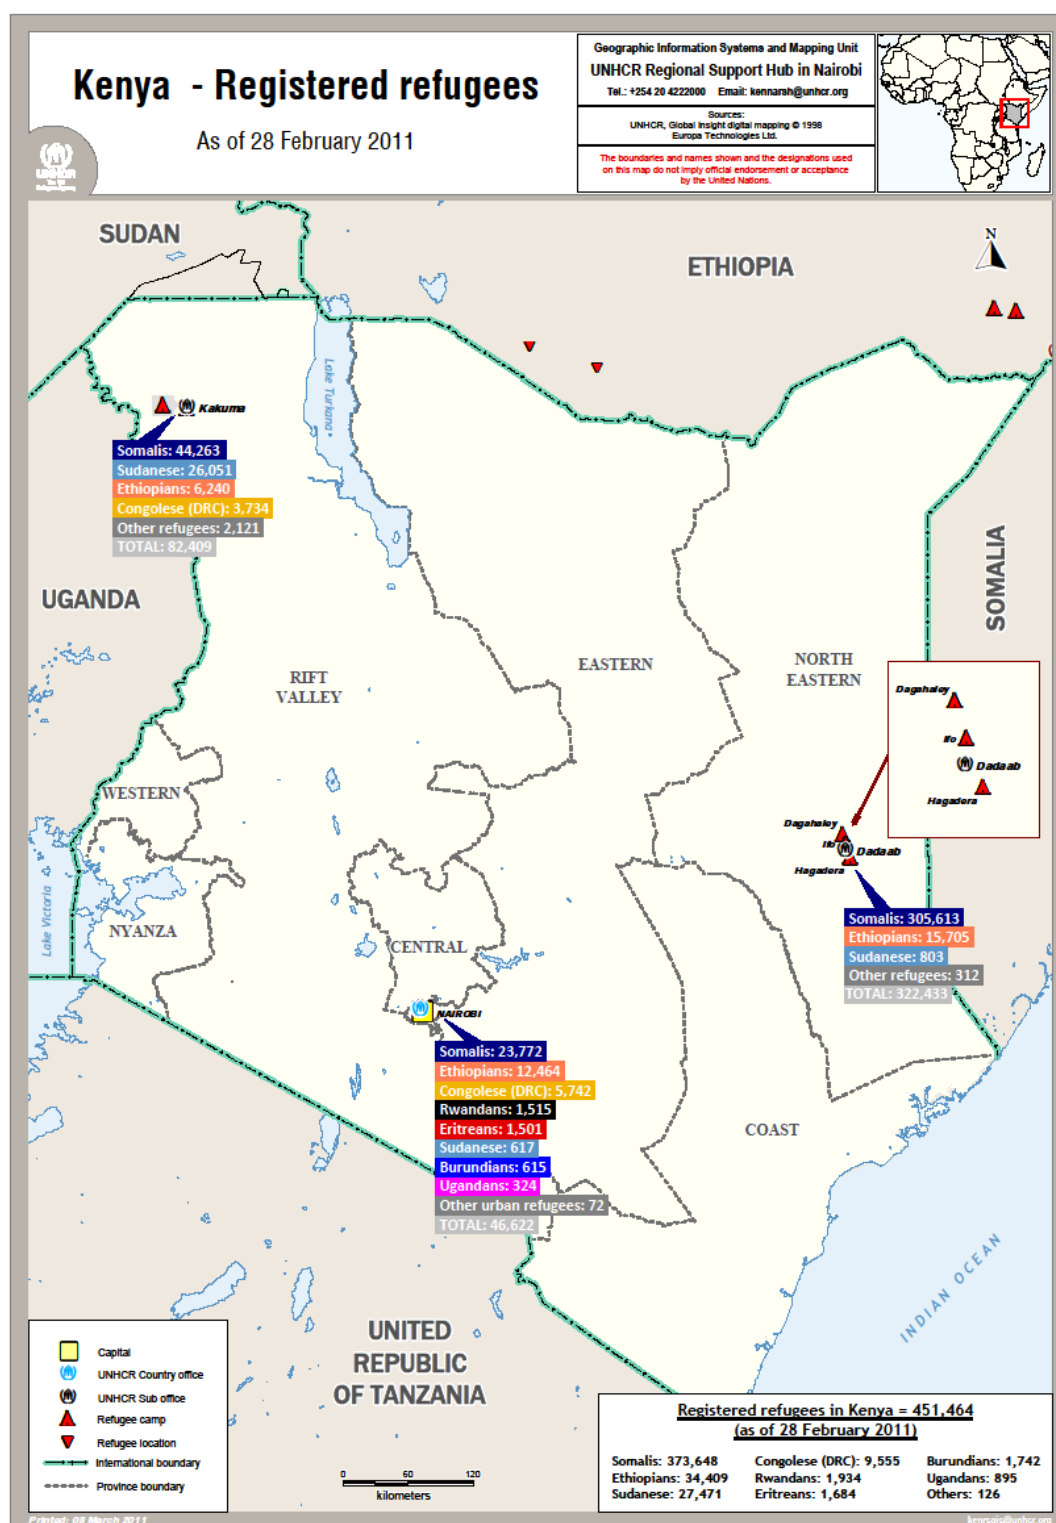 Kenya - Registered refugees
As of 28 February 2011
UNHCR
Geographic Information Systems and Mapping Unit
UNHCR Regional Support Hub in Nairobi
Tel.: +254 20 4222000 Email: kennarsh@unhcr.org
Sources:
UNHCR, Global Insight digital mapping © 1998
Europa Technologies Ltd.
The boundaries and names shown and the designations used
on this map do not imply official endorsement or acceptance
by the United Nations.
SUDAN
ETHIOPIA
N
Lake Turkana
Kakuma
Somalis: 44,263
Sudanese: 26,051
Ethiopians: 6,240
Congolese (DRC): 3,734
Other refugees: 2,121
TOTAL: 82,409
UGANDA
SOMALIA
RIFT
VALLEY
EASTERN
NORTH
EASTERN
Dagahaley
Ifo
Dadaab
Hagadera
WESTERN
Dagahaley
Ifo
Dadaab
Hagadera
Lake Victoria
NYANZA
CENTRAL
Somalis: 305,613
Ethiopians: 15,705
Sudanese: 803
Other refugees: 312
TOTAL: 322,433
NAIROBI
Somalis: 23,772
Ethiopians: 12,464
Congolese (DRC): 5,742
Rwandans: 1,515
Eritreans: 1,501
Sudanese: 617
Burundians: 615
Ugandans: 324
Other urban refugees: 72
TOTAL: 46,622
COAST
INDIAN OCEAN
UNITED
REPUBLIC
OF TANZANIA
Capital
UNHCR Country office
UNHCR Sub office
Refugee camp
Refugee location
International boundary
Province boundary
0 60 120
kilometers
Registered refugees in Kenya = 451,464
(as of 28 February 2011)
Somalis: 373,648 Congolese (DRC): 9,555 Burundians: 1,742
Ethiopians: 34,409 Rwandans: 1,934 Ugandans: 895
Sudanese: 27,471 Eritreans: 1,684 Others: 126
Printed: 08 March 2011
kenrsgis@unhcr.org